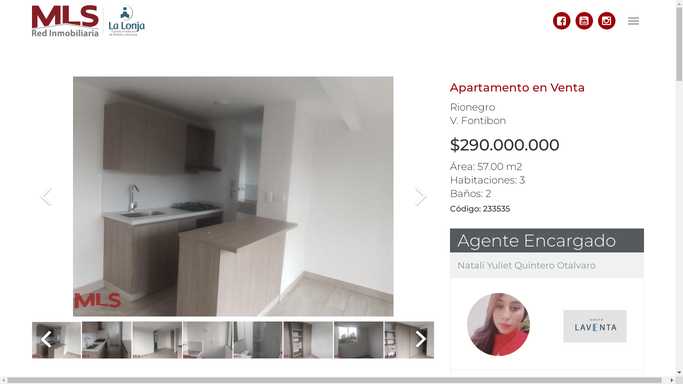 MLS
Red Inmobiliaria
La Lonja
Apartamento en Venta
Rionegro
V. Fontibon
$290.000.000
Área: 57.00 m2
Habitaciones: 3
Baños: 2
Código: 233535
MLS
Agente Encargado
Natali Yuliet Quintero Otalvaro
LAVENTA